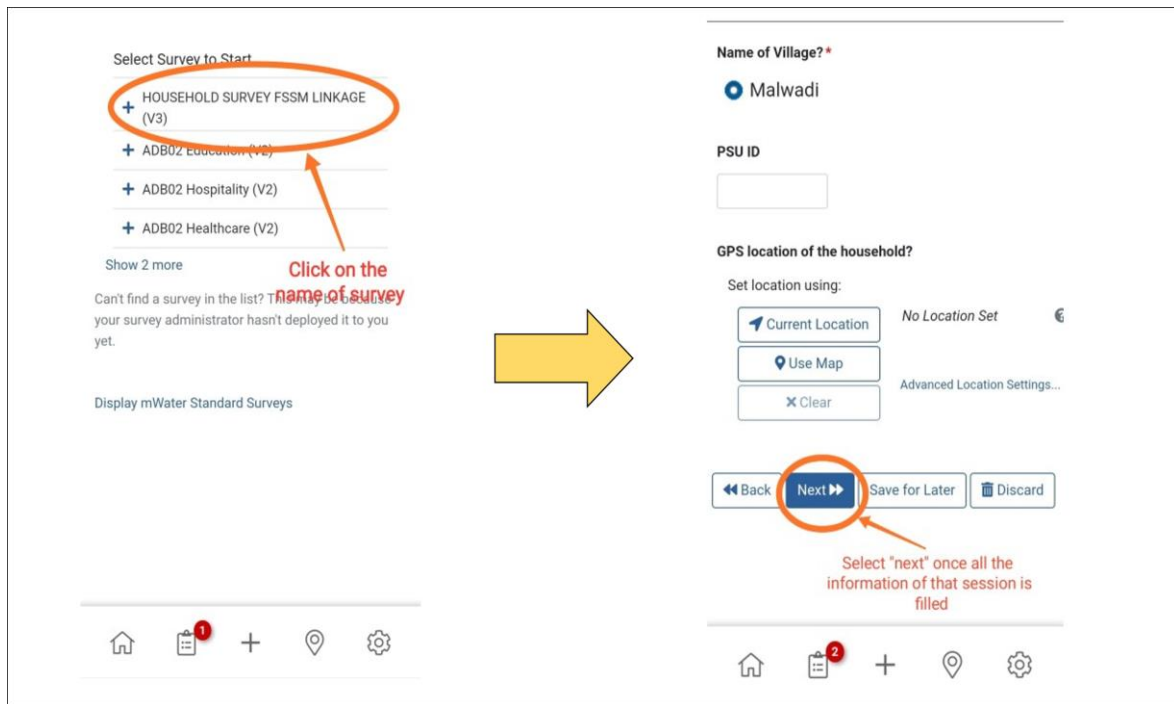 Select Survey to Start
HOUSEHOLD SURVEY FSSM LINKAGE
(V3)
ADB02 Education (V2)
ADB02 Hospitality (V2)
ADB02 Healthcare (V2)
Show 2 more
Click on the
name of survey
Can't find a survey in the list? This may be because
your survey administrator hasn't deployed it to you
yet.
Display mWater Standard Surveys
1
Name of Village?*
Malwadi
PSU ID
GPS location of the household?
Set location using:
Current Location
No Location Set
Use Map
Advanced Location Settings...
Clear
Back
Next
Save for Later
Discard
Select "next" once all the
information of that session is
filled
2